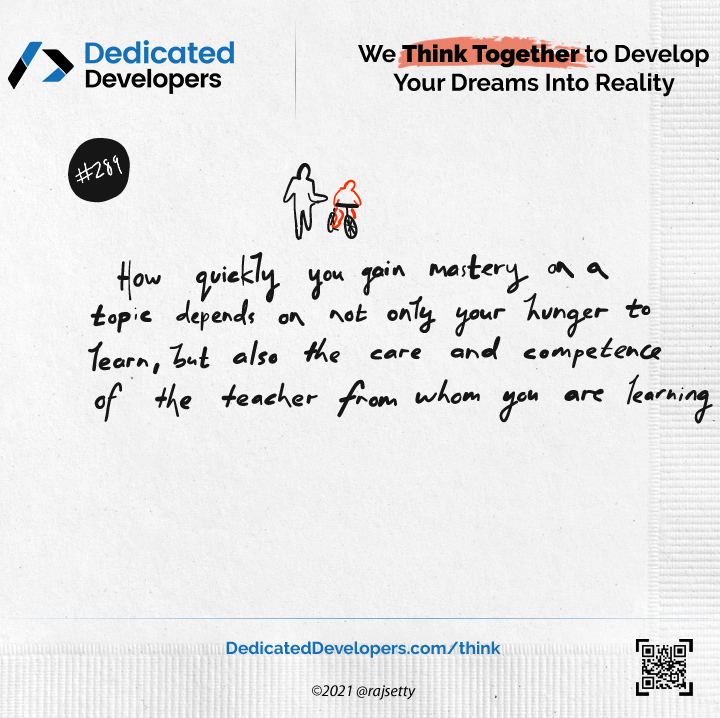 Dedicated
Developers
We Think Together to Develop
Your Dreams Into Reality
#289
How quickly you gain mastery on a
topic depends on not only your hunger to
learn, but also the care and competence
of the teacher from whom you are learning
DedicatedDevelopers.com/think
©2021 @rajsetty